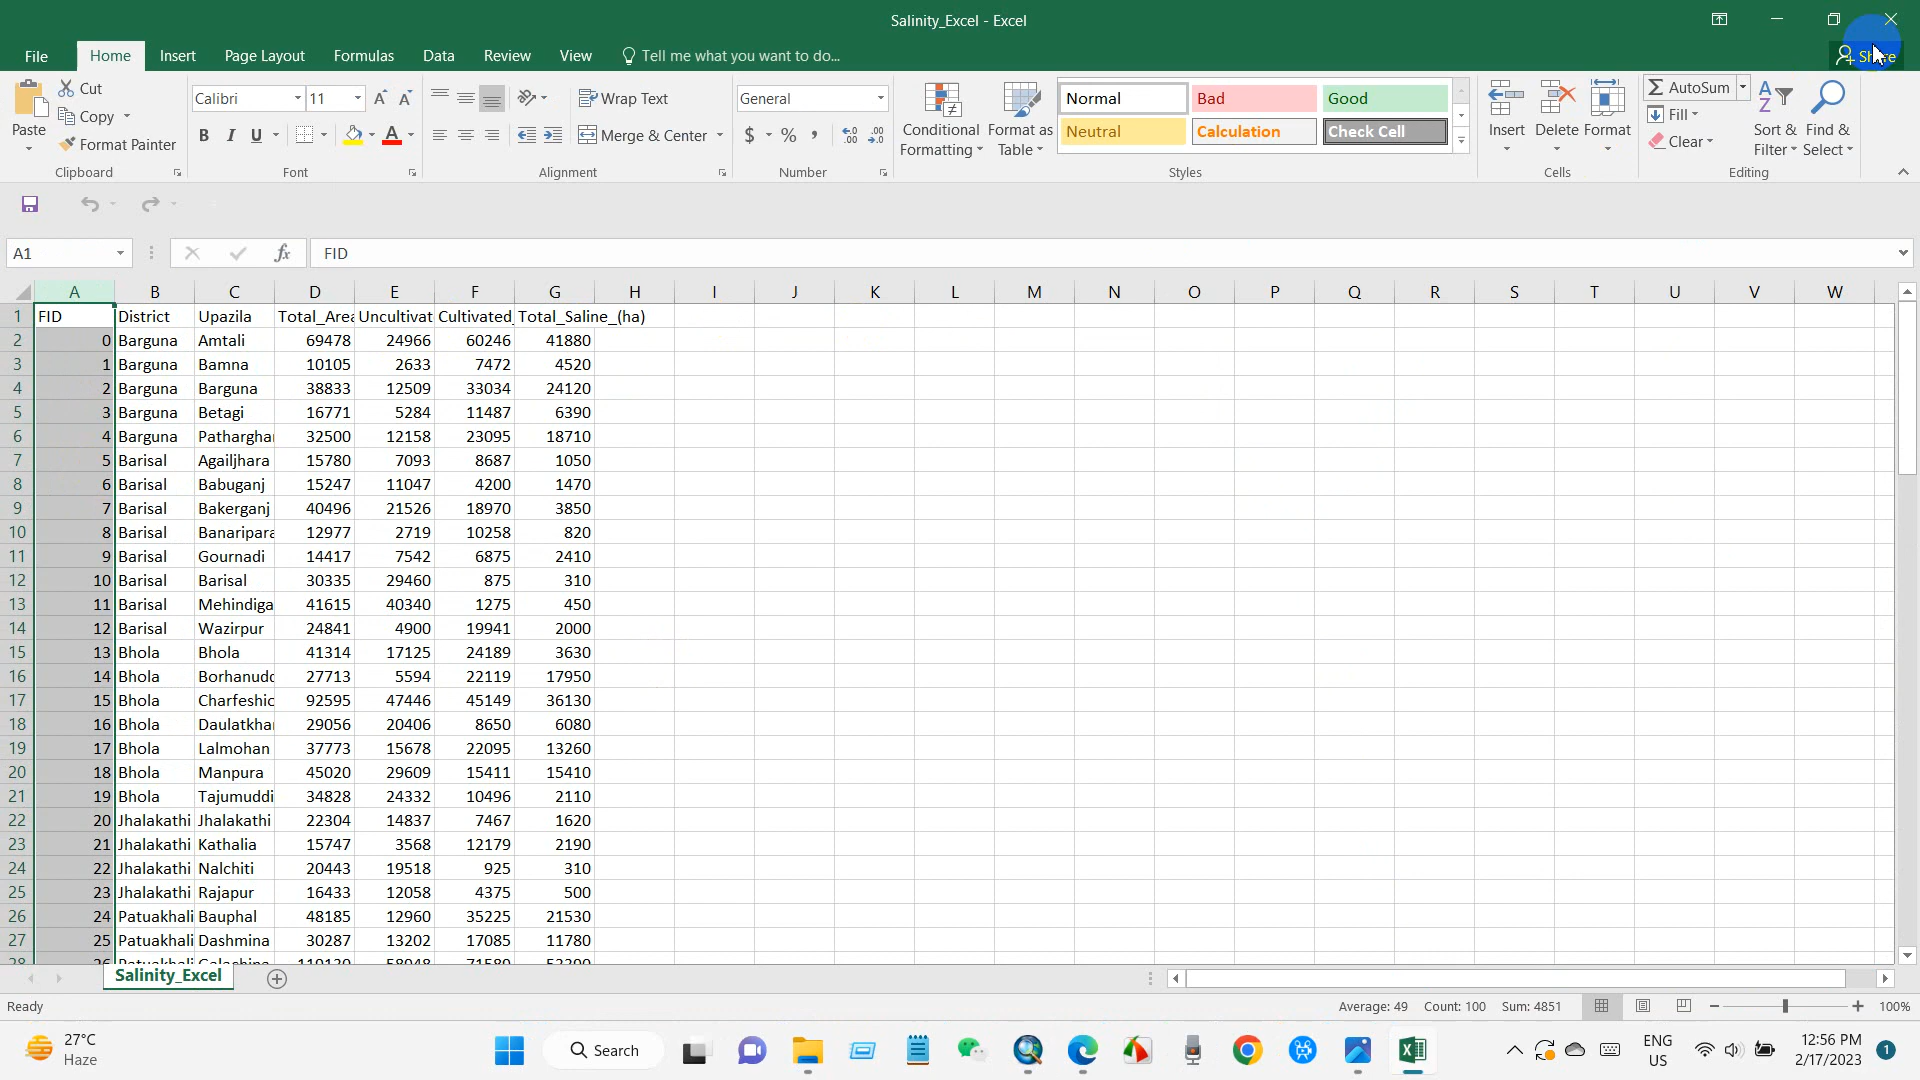 Salinity_Excel - Excel
File Home Insert Page Layout Formulas Data Review View Tell me what you want to do... Share
Paste Cut Copy Format Painter Clipboard
Calibri 11 B I U A Font
Wrap Text Merge & Center Alignment
General $ % , Number
Conditional Formatting Format as Table
Normal Bad Good
Neutral Calculation Check Cell
Styles
Insert Delete Format Cells
AutoSum Fill Clear Sort & Filter Find & Select Editing
A1 fx FID
A B C D E F G H I J K L M N O P Q R S T U V W
1 FID District Upazila Total_Area Uncultivat Cultivated_ Total_Saline_(ha)
2 0 Barguna Amtali 69478 24966 60246 41880
3 1 Barguna Bamna 10105 2633 7472 4520
4 2 Barguna Barguna 38833 12509 33034 24120
5 3 Barguna Betagi 16771 5284 11487 6390
6 4 Barguna Pathargha 32500 12158 23095 18710
7 5 Barisal Agailjhara 15780 7093 8687 1050
8 6 Barisal Babuganj 15247 11047 4200 1470
9 7 Barisal Bakerganj 40496 21526 18970 3850
10 8 Barisal Banaripara 12977 2719 10258 820
11 9 Barisal Gournadi 14417 7542 6875 2410
12 10 Barisal Barisal 30335 29460 875 310
13 11 Barisal Mehindiga 41615 40340 1275 450
14 12 Barisal Wazirpur 24841 4900 19941 2000
15 13 Bhola Bhola 41314 17125 24189 3630
16 14 Bhola Borhanudd 27713 5594 22119 17950
17 15 Bhola Charfeshic 92595 47446 45149 36130
18 16 Bhola Daulatkha 29056 20406 8650 6080
19 17 Bhola Lalmohan 37773 15678 22095 13260
20 18 Bhola Manpura 45020 29609 15411 15410
21 19 Bhola Tajumuddi 34828 24332 10496 2110
22 20 Jhalakathi Jhalakathi 22304 14837 7467 1620
23 21 Jhalakathi Kathalia 15747 3568 12179 2190
24 22 Jhalakathi Nalchiti 20443 19518 925 310
25 23 Jhalakathi Rajapur 16433 12058 4375 500
26 24 Patuakhali Bauphal 48185 12960 35225 21530
27 25 Patuakhali Dashmina 30287 13202 17085 11780
28 26 Patuakhali
Salinity_Excel
Ready Average: 49 Count: 100 Sum: 4851 100%
27°C Haze Search ENG US 12:56 PM 2/17/2023 1